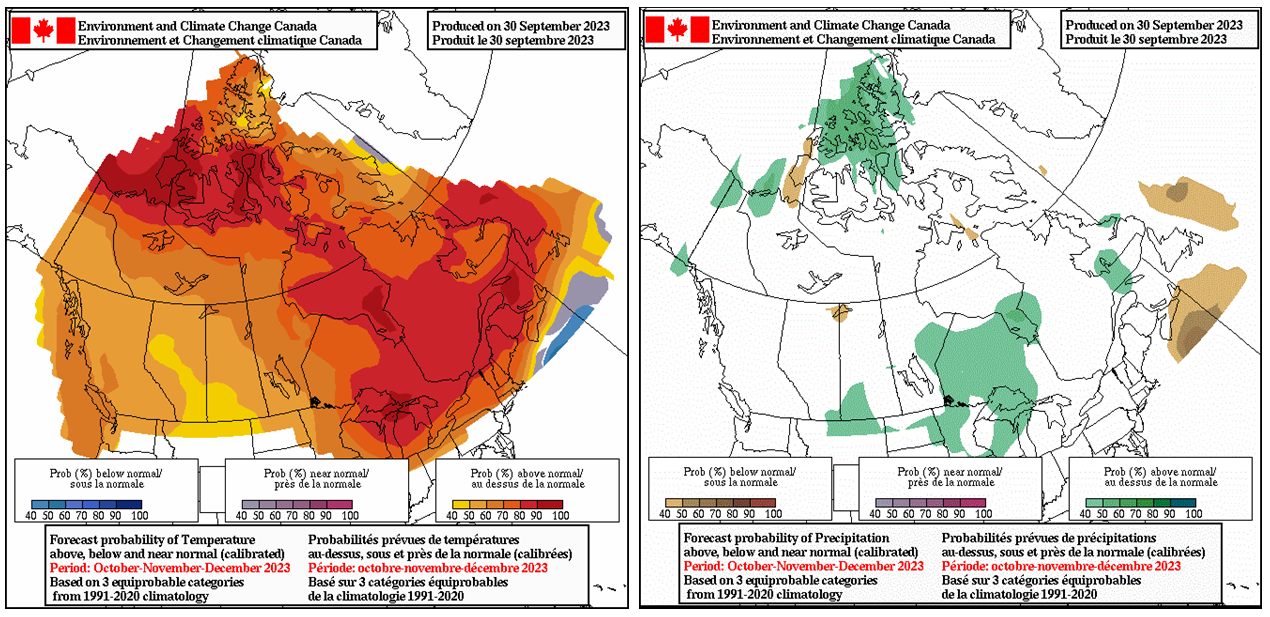 Environment and Climate Change Canada
Environnement et Changement climatique Canada
Produced on 30 September 2023
Produit le 30 septembre 2023
Prob (%) below normal/
sous la normale
40 50 60 70 80 90 100
Prob (%) near normal/
près de la normale
40 50 60 70 80 90 100
Prob (%) above normal/
au dessus de la normale
40 50 60 70 80 90 100
Forecast probability of Temperature
above, below and near normal (calibrated)
Period: October-November-December 2023
Based on 3 equiprobable categories
from 1991-2020 climatology
Probabilités prévues de températures
au-dessus, sous et près de la normale (calibrées)
Période: octobre-novembre-décembre 2023
Basé sur 3 catégories équiprobables
de la climatologie 1991-2020
Environment and Climate Change Canada
Environnement et Changement climatique Canada
Produced on 30 September 2023
Produit le 30 septembre 2023
Prob (%) below normal/
sous la normale
40 50 60 70 80 90 100
Prob (%) near normal/
près de la normale
40 50 60 70 80 90 100
Prob (%) above normal/
au dessus de la normale
40 50 60 70 80 90 100
Forecast probability of Precipitation
above, below and near normal (calibrated)
Period: October-November-December 2023
Based on 3 equiprobable categories
from 1991-2020 climatology
Probabilités prévues de précipitations
au-dessus, sous et près de la normale (calibrées)
Période: octobre-novembre-décembre 2023
Basé sur 3 catégories équiprobables
de la climatologie 1991-2020